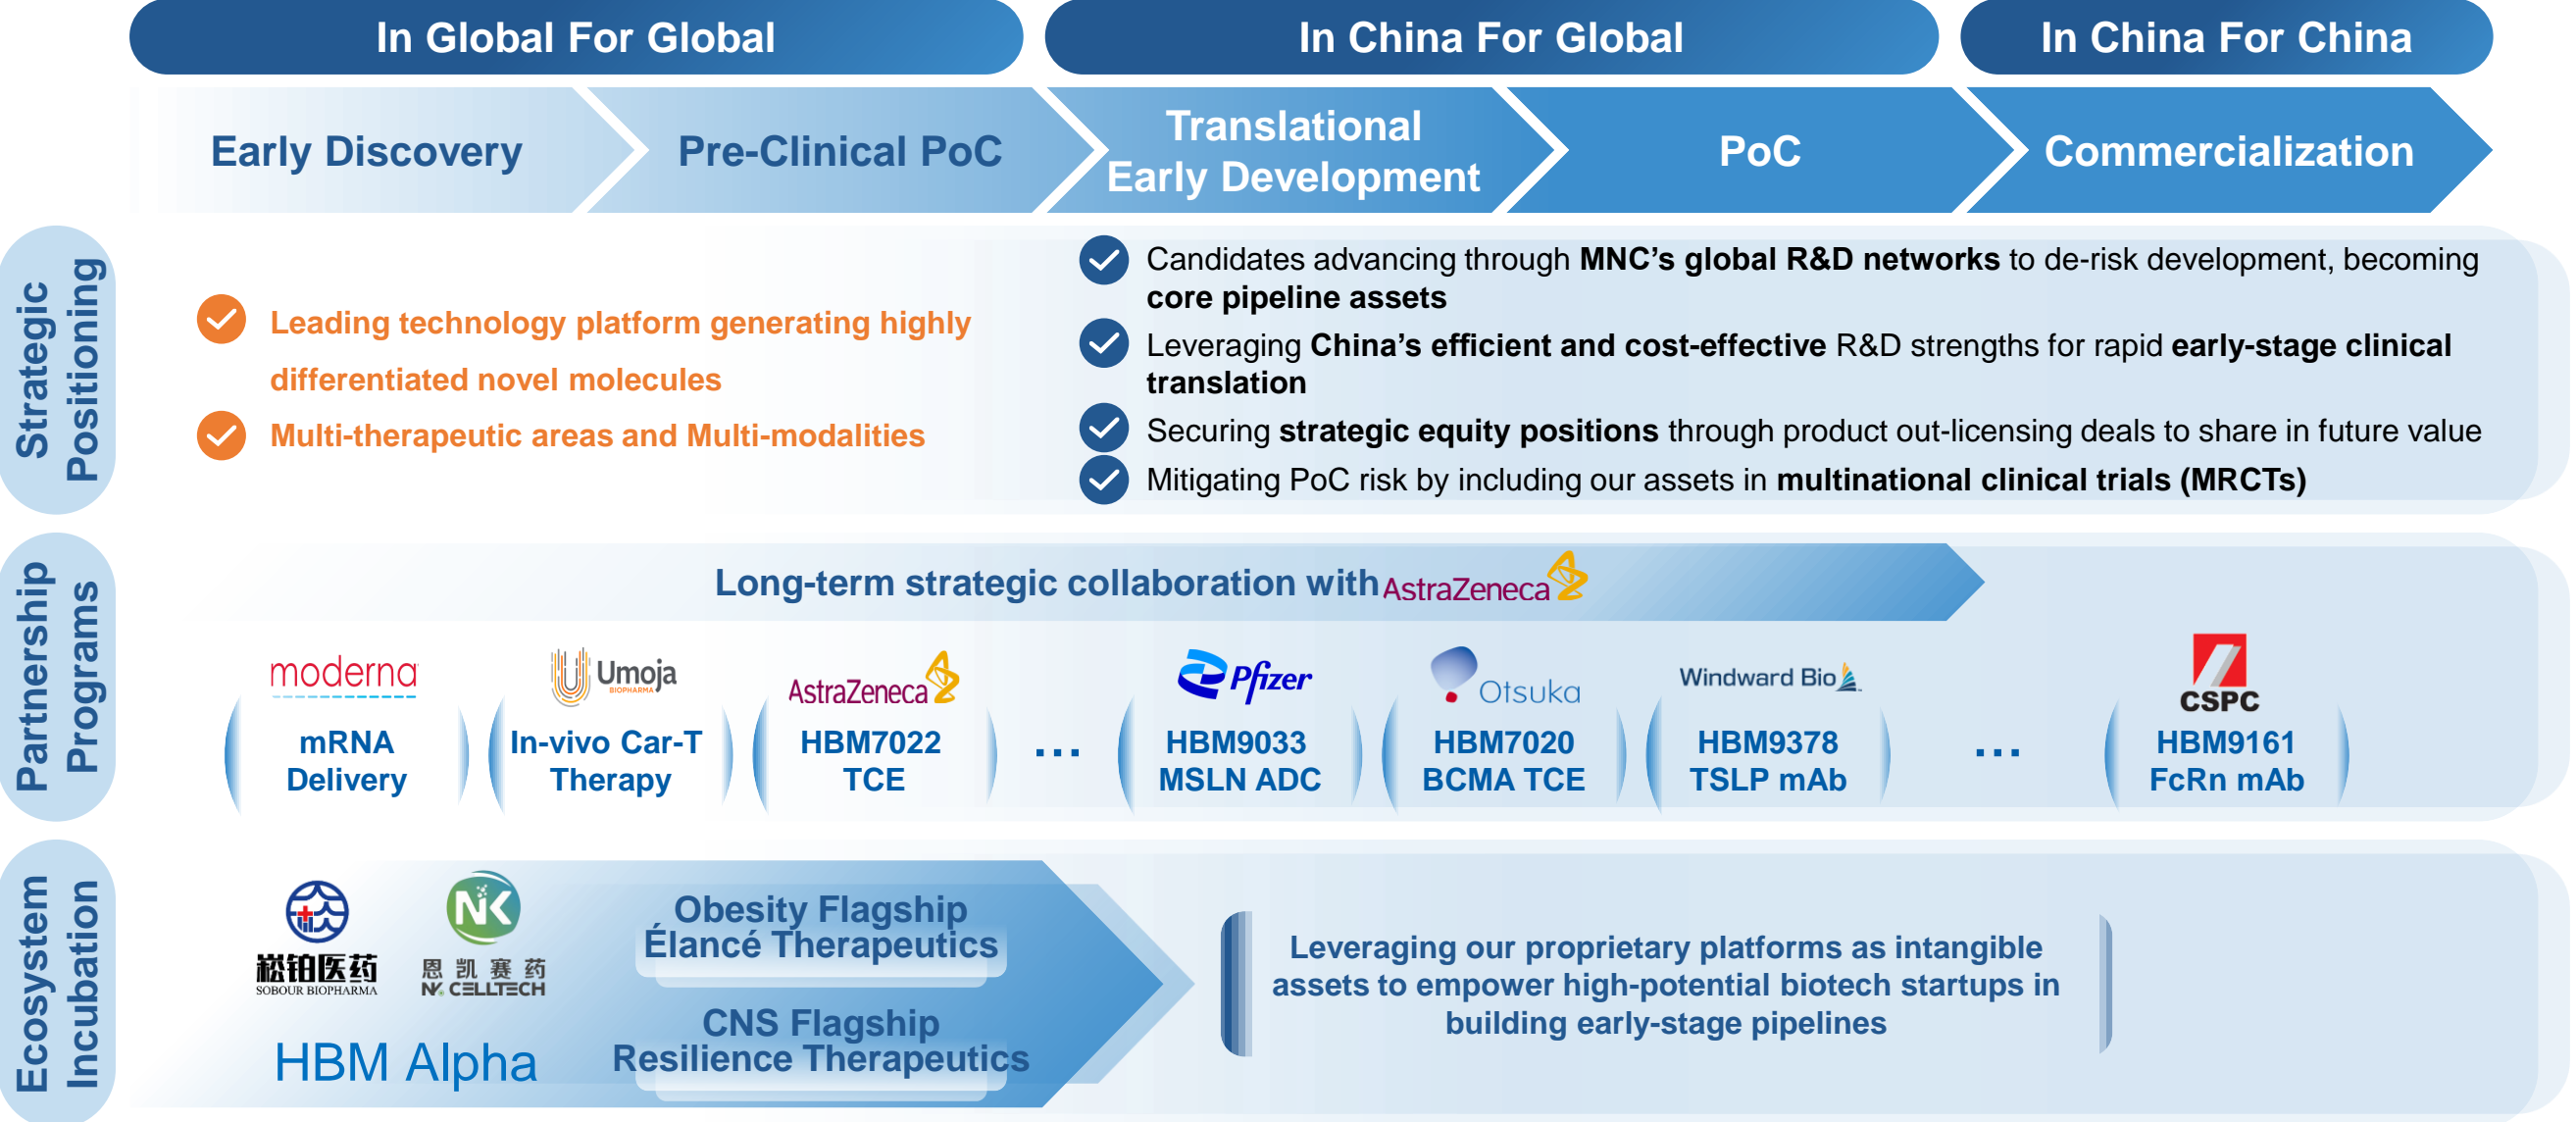 In Global For Global
In China For Global
In China For China
Early Discovery
Pre-Clinical PoC
Translational
Early Development
PoC
Commercialization
Strategic
Positioning
Leading technology platform generating highly
differentiated novel molecules
Multi-therapeutic areas and Multi-modalities
Candidates advancing through MNC’s global R&D networks to de-risk development, becoming
core pipeline assets
Leveraging China’s efficient and cost-effective R&D strengths for rapid early-stage clinical
translation
Securing strategic equity positions through product out-licensing deals to share in future value
Mitigating PoC risk by including our assets in multinational clinical trials (MRCTs)
Partnership
Programs
Long-term strategic collaboration with AstraZeneca
moderna
mRNA
Delivery
Umoja
BIOPHARMA
In-vivo Car-T
Therapy
AstraZeneca
HBM7022
TCE
...
Pfizer
HBM9033
MSLN ADC
Otsuka
HBM7020
BCMA TCE
Windward Bio
HBM9378
TSLP mAb
...
CSPC
HBM9161
FcRn mAb
Ecosystem
Incubation
崧铂医药
SOBOUR BIOPHARMA
NK
恩凯赛药
NK CELLTECH
HBM Alpha
Obesity Flagship
Élancé Therapeutics
CNS Flagship
Resilience Therapeutics
Leveraging our proprietary platforms as intangible
assets to empower high-potential biotech startups in
building early-stage pipelines